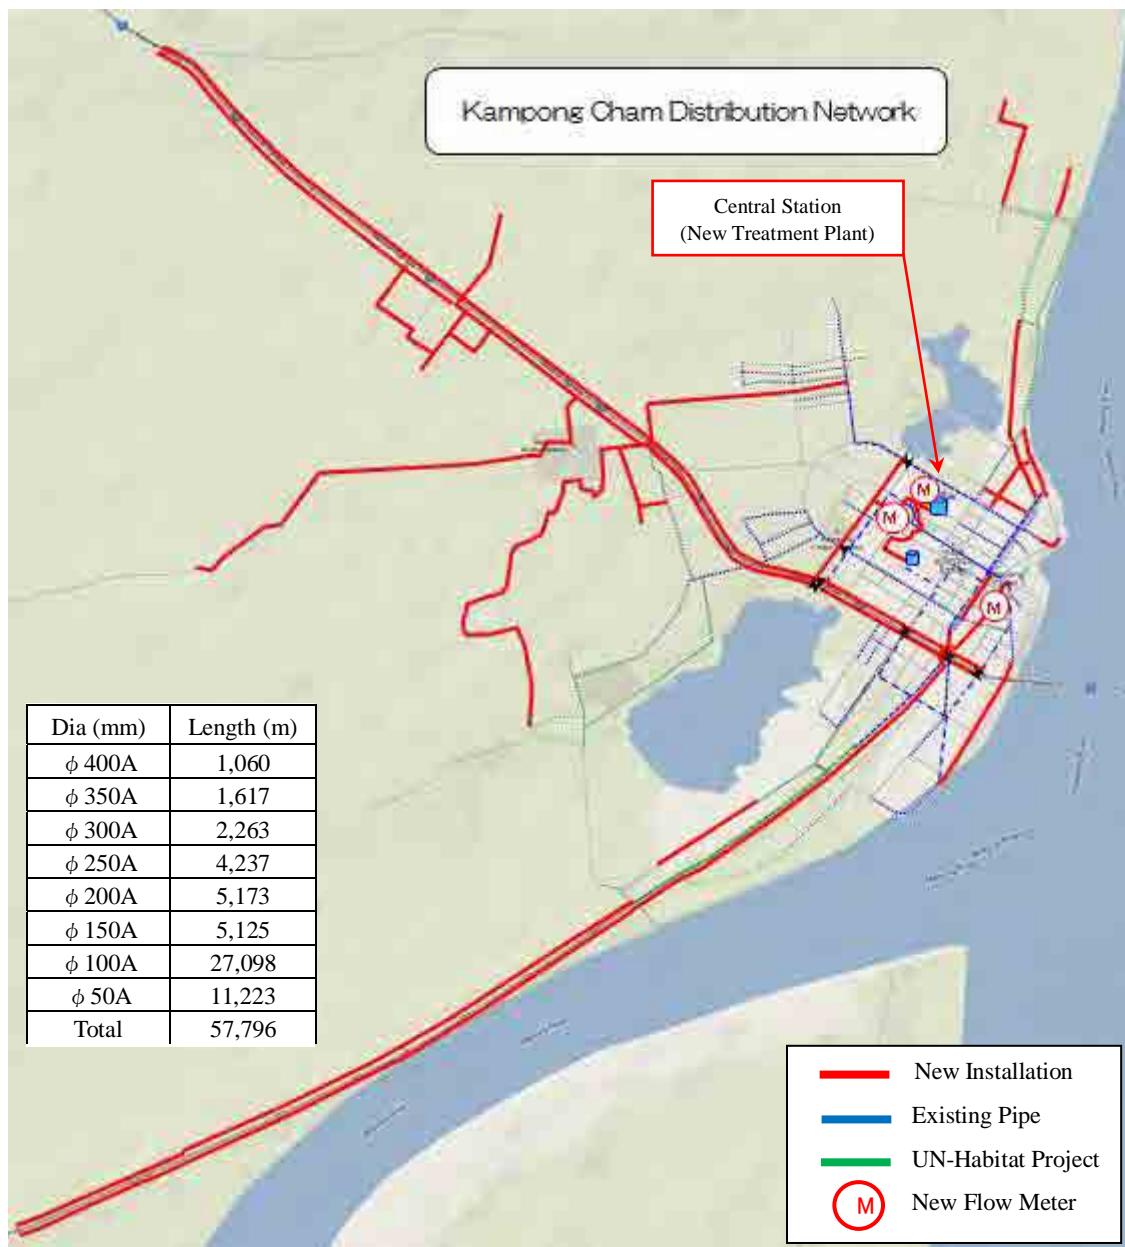 Kampong Cham Distribution Network
Central Station
(New Treatment Plant)
M
M
M
Dia (mm) Length (m)
ϕ 400A 1,060
ϕ 350A 1,617
ϕ 300A 2,263
ϕ 250A 4,237
ϕ 200A 5,173
ϕ 150A 5,125
ϕ 100A 27,098
ϕ 50A 11,223
Total 57,796
New Installation
Existing Pipe
UN-Habitat Project
M New Flow Meter